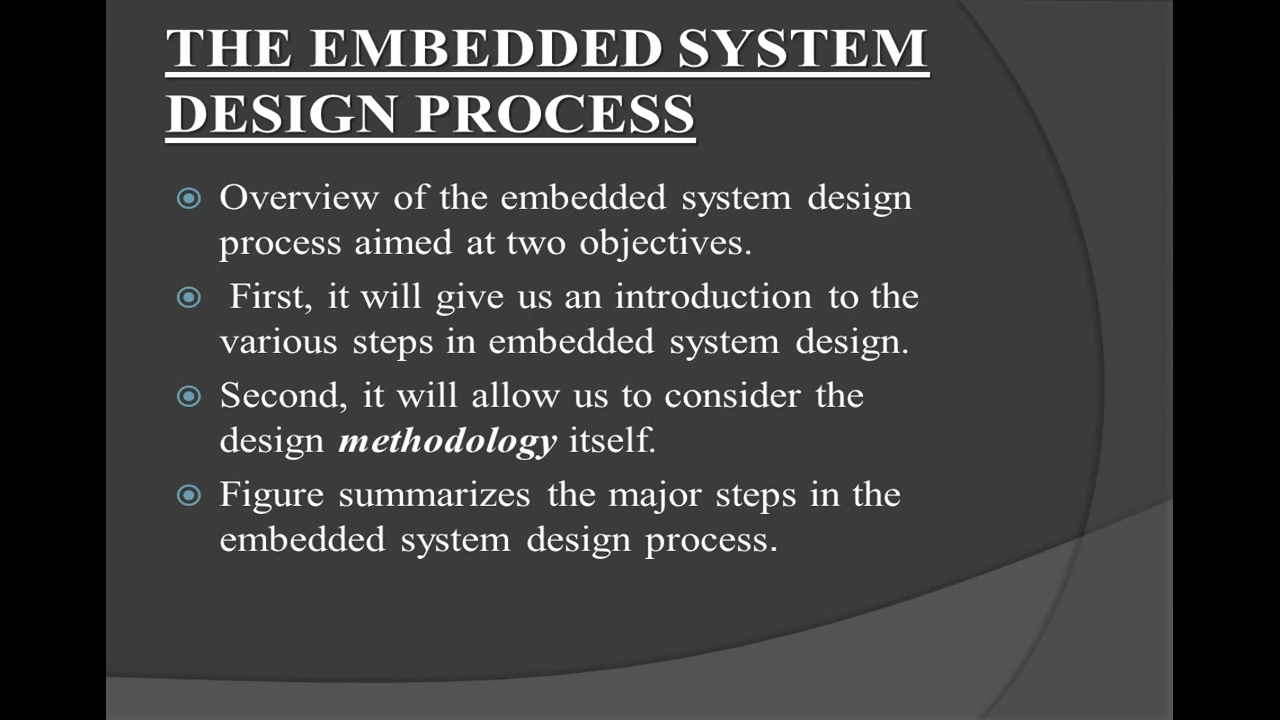 THE EMBEDDED SYSTEM
DESIGN PROCESS
Overview of the embedded system design
process aimed at two objectives.
First, it will give us an introduction to the
various steps in embedded system design.
Second, it will allow us to consider the
design methodology itself.
Figure summarizes the major steps in the
embedded system design process.